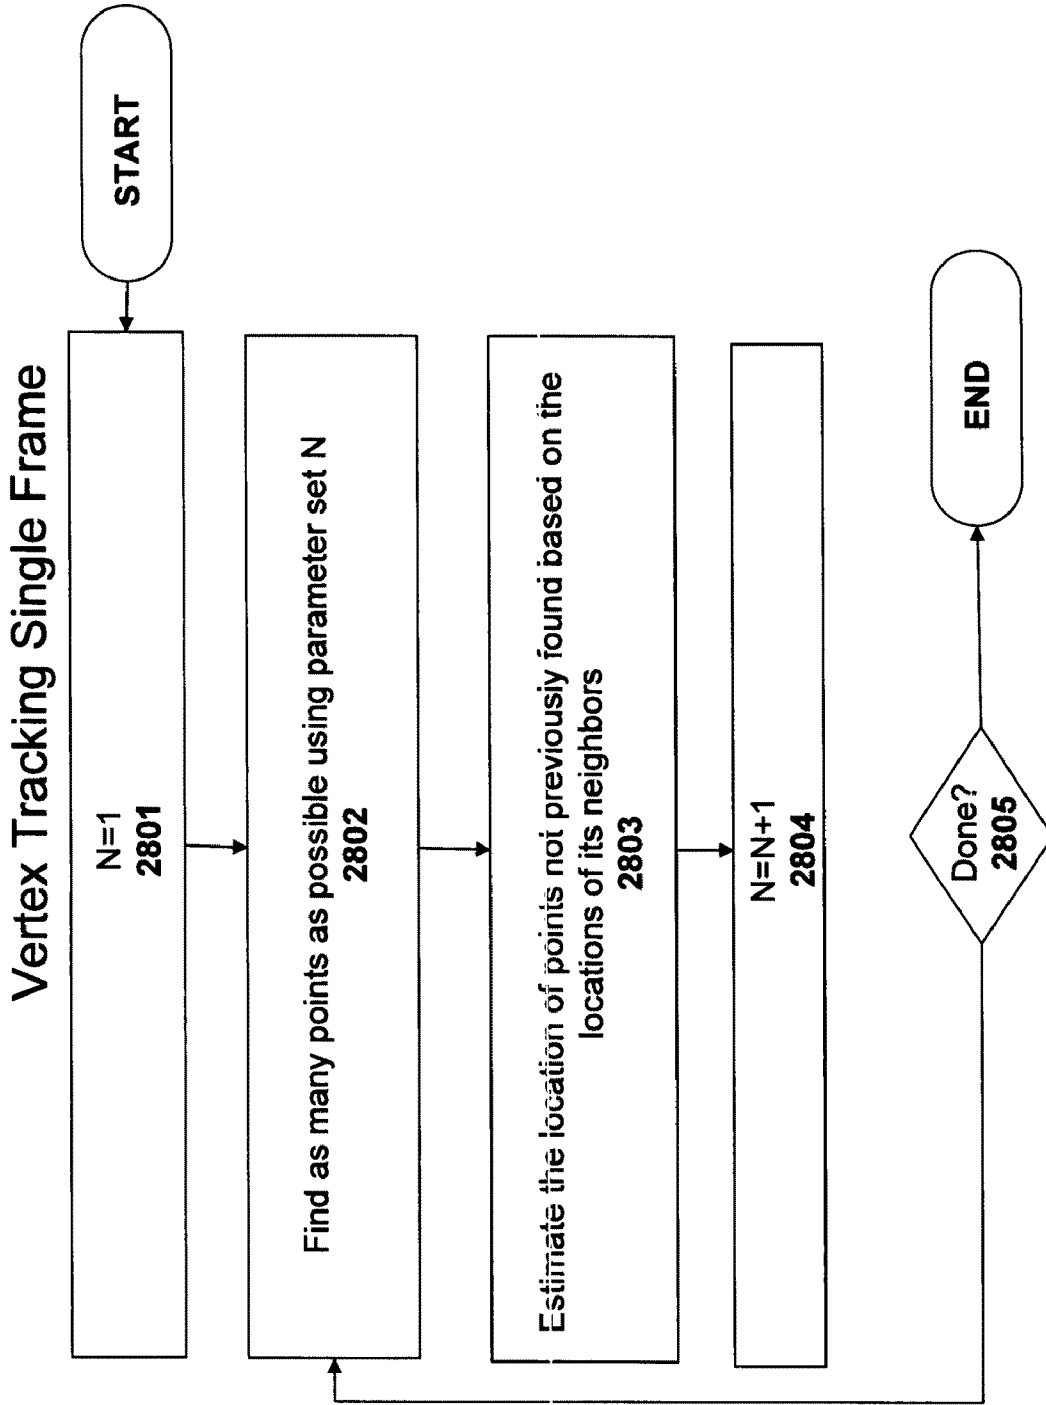 Vertex Tracking Single Frame
START
N=1
2801
Find as many points as possible using parameter set N
2802
Estimate the location of points not previously found based on the
locations of its neighbors
2803
N=N+1
2804
Done?
2805
END